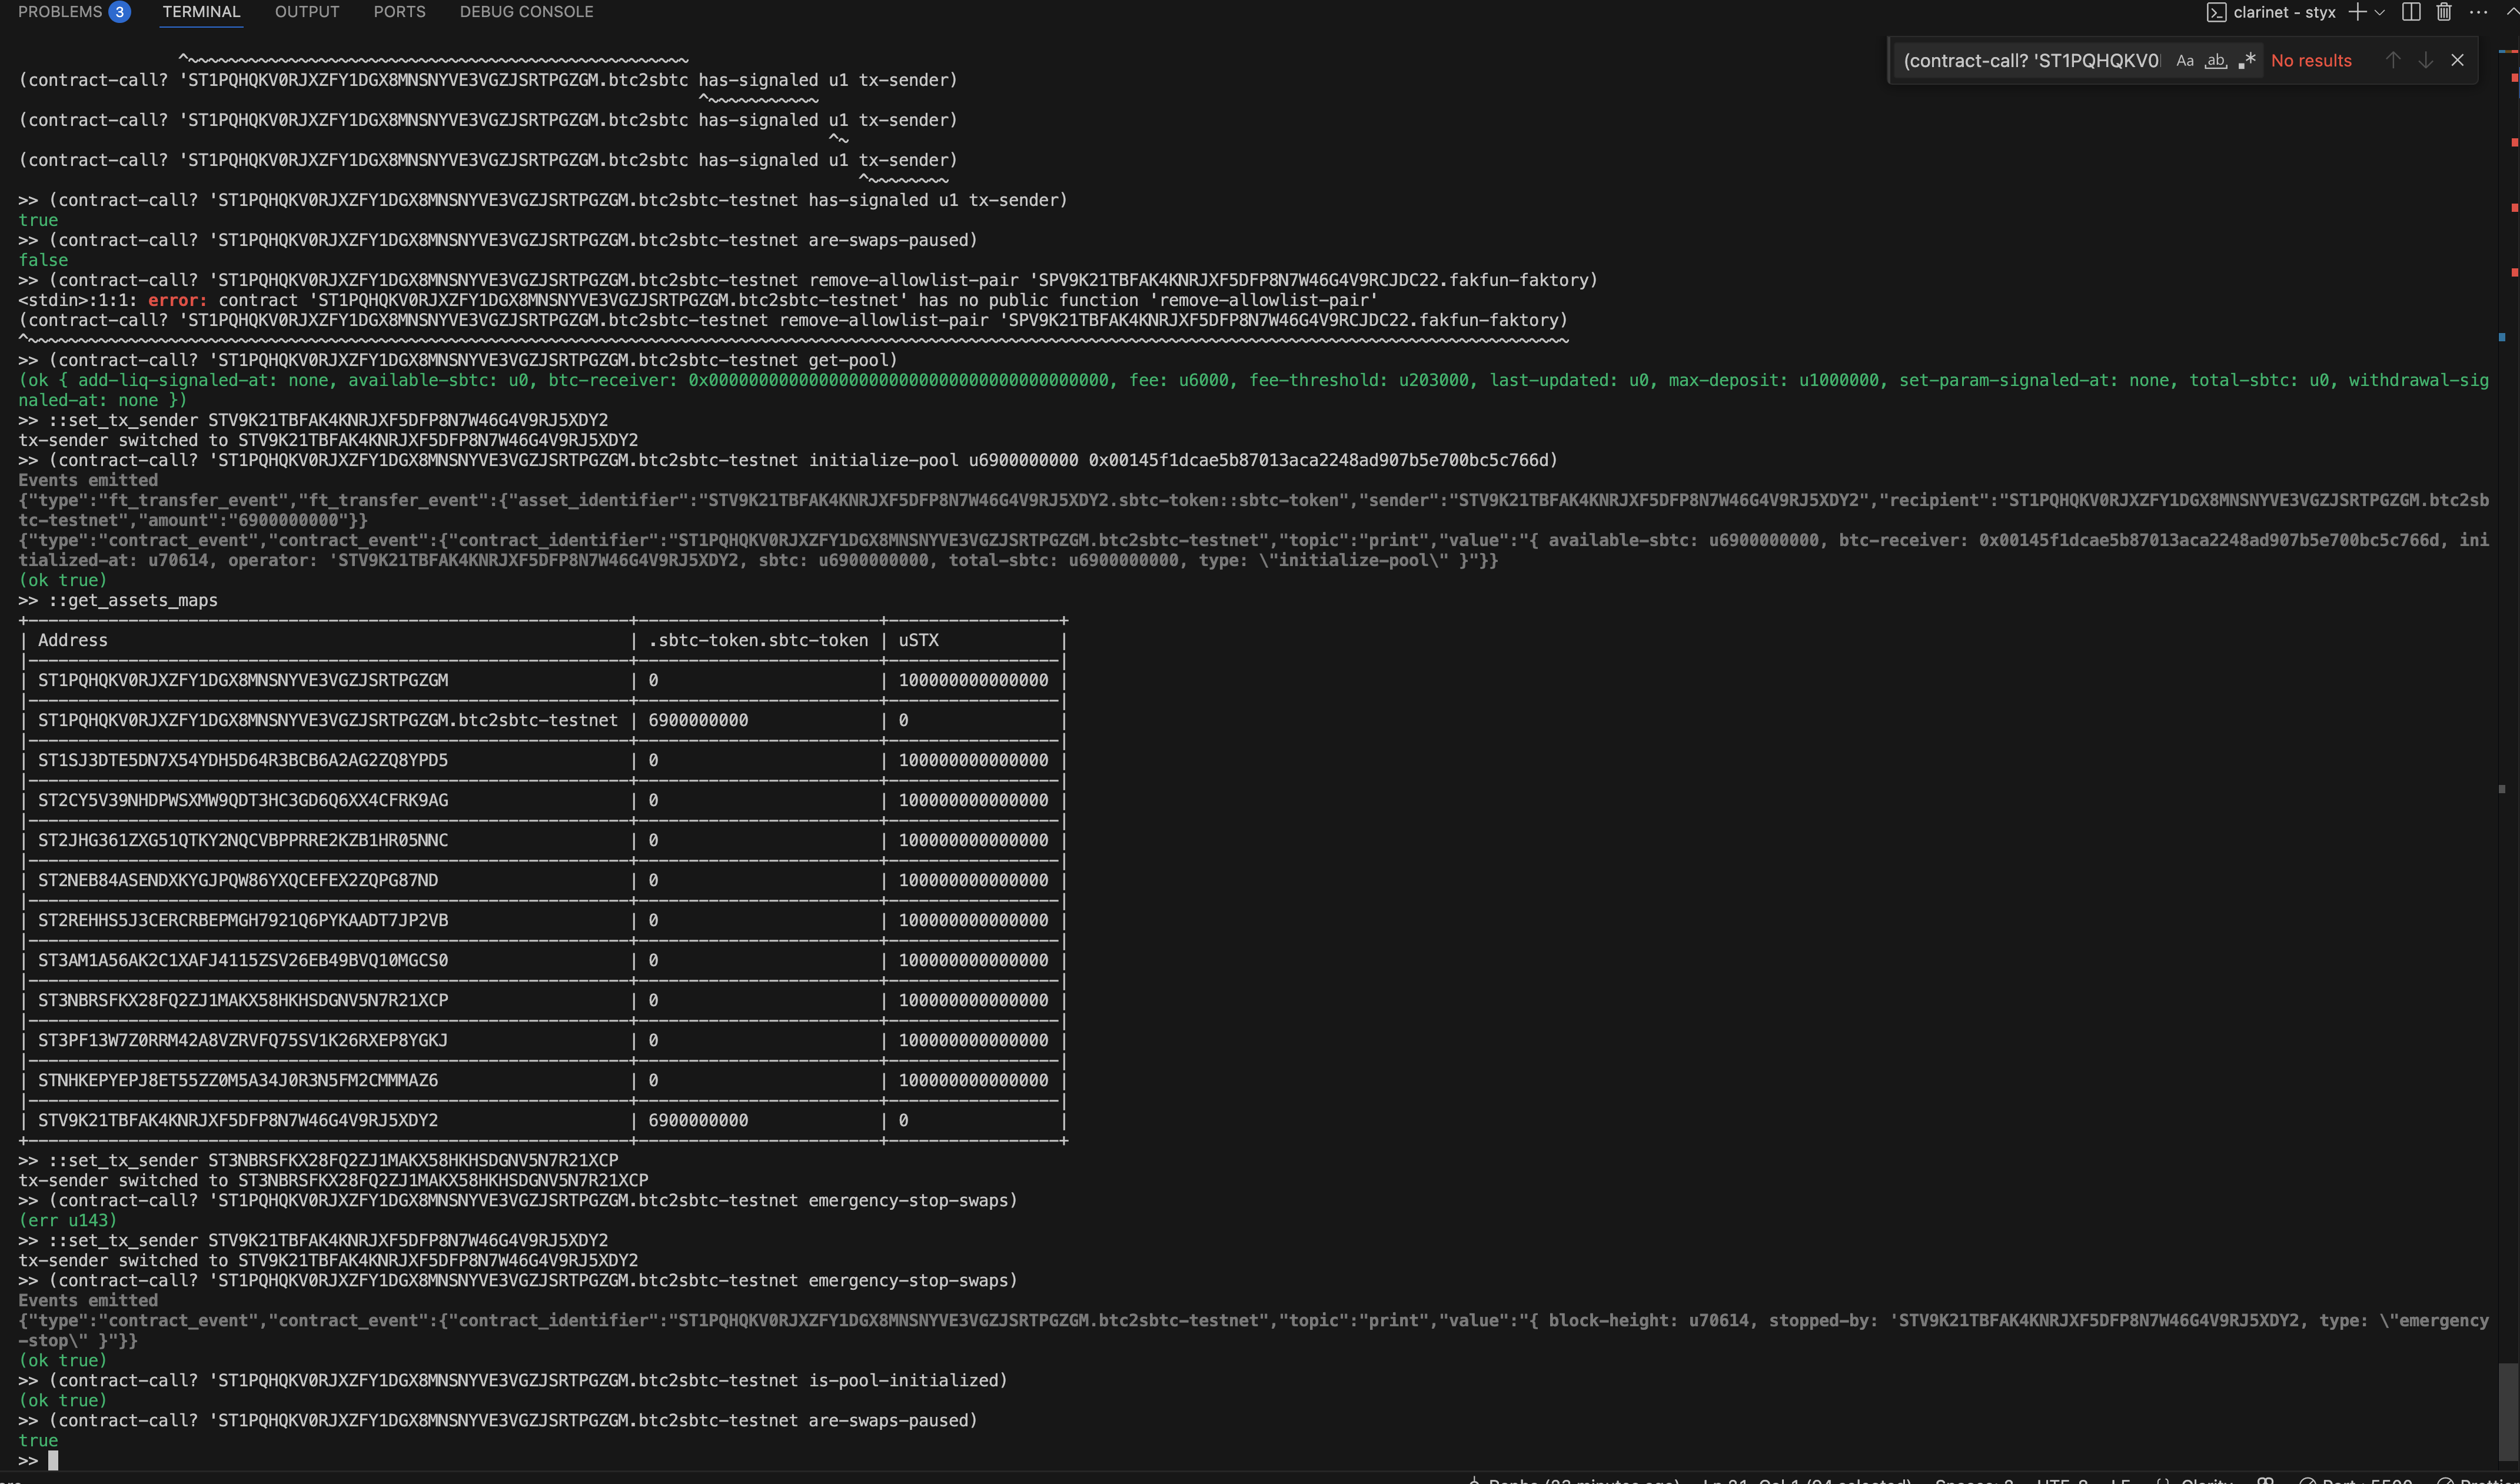 PROBLEMS 3 TERMINAL OUTPUT PORTS DEBUG CONSOLE clarinet - styx
(contract-call? 'ST1PQHQKV0 Aa ab No results
^~~~~~~~~~~~~~~~~~~~~~~~~~~~~~~~~~~~~~~~~~~~~~~~~~~
(contract-call? 'ST1PQHQKV0RJXZFY1DGX8MNSNYVE3VGZJSRTPGZGM.btc2sbtc has-signaled u1 tx-sender)
^~~~~~~~~~~~
(contract-call? 'ST1PQHQKV0RJXZFY1DGX8MNSNYVE3VGZJSRTPGZGM.btc2sbtc has-signaled u1 tx-sender)
^~
(contract-call? 'ST1PQHQKV0RJXZFY1DGX8MNSNYVE3VGZJSRTPGZGM.btc2sbtc has-signaled u1 tx-sender)
^~~~~~~~~
>> (contract-call? 'ST1PQHQKV0RJXZFY1DGX8MNSNYVE3VGZJSRTPGZGM.btc2sbtc-testnet has-signaled u1 tx-sender)
true
>> (contract-call? 'ST1PQHQKV0RJXZFY1DGX8MNSNYVE3VGZJSRTPGZGM.btc2sbtc-testnet are-swaps-paused)
false
>> (contract-call? 'ST1PQHQKV0RJXZFY1DGX8MNSNYVE3VGZJSRTPGZGM.btc2sbtc-testnet remove-allowlist-pair 'SPV9K21TBFAK4KNRJXF5DFP8N7W46G4V9RCJDC22.fakfun-faktory)
<stdin>:1:1: error: contract 'ST1PQHQKV0RJXZFY1DGX8MNSNYVE3VGZJSRTPGZGM.btc2sbtc-testnet' has no public function 'remove-allowlist-pair'
(contract-call? 'ST1PQHQKV0RJXZFY1DGX8MNSNYVE3VGZJSRTPGZGM.btc2sbtc-testnet remove-allowlist-pair 'SPV9K21TBFAK4KNRJXF5DFP8N7W46G4V9RCJDC22.fakfun-faktory)
^~~~~~~~~~~~~~~~~~~~~~~~~~~~~~~~~~~~~~~~~~~~~~~~~~~~~~~~~~~~~~~~~~~~~~~~~~~~~~~~~~~~~~~~~~~~~~~~~~~~~~~~~~~~~~~~~~~~~~~~~~~~~~~~~~~~~~~~~~~~~~~~~~~~~~~
>> (contract-call? 'ST1PQHQKV0RJXZFY1DGX8MNSNYVE3VGZJSRTPGZGM.btc2sbtc-testnet get-pool)
(ok { add-liq-signaled-at: none, available-sbtc: u0, btc-receiver: 0x0000000000000000000000000000000000000000, fee: u6000, fee-threshold: u203000, last-updated: u0, max-deposit: u1000000, set-param-signaled-at: none, total-sbtc: u0, withdrawal-sig
naled-at: none })
>> ::set_tx_sender STV9K21TBFAK4KNRJXF5DFP8N7W46G4V9RJ5XDY2
tx-sender switched to STV9K21TBFAK4KNRJXF5DFP8N7W46G4V9RJ5XDY2
>> (contract-call? 'ST1PQHQKV0RJXZFY1DGX8MNSNYVE3VGZJSRTPGZGM.btc2sbtc-testnet initialize-pool u6900000000 0x00145f1dcae5b87013aca2248ad907b5e700bc5c766d)
Events emitted
{"type":"ft_transfer_event","ft_transfer_event":{"asset_identifier":"STV9K21TBFAK4KNRJXF5DFP8N7W46G4V9RJ5XDY2.sbtc-token::sbtc-token","sender":"STV9K21TBFAK4KNRJXF5DFP8N7W46G4V9RJ5XDY2","recipient":"ST1PQHQKV0RJXZFY1DGX8MNSNYVE3VGZJSRTPGZGM.btc2sb
tc-testnet","amount":"6900000000"}}
{"type":"contract_event","contract_event":{"contract_identifier":"ST1PQHQKV0RJXZFY1DGX8MNSNYVE3VGZJSRTPGZGM.btc2sbtc-testnet","topic":"print","value":"{ available-sbtc: u6900000000, btc-receiver: 0x00145f1dcae5b87013aca2248ad907b5e700bc5c766d, ini
tialized-at: u70614, operator: 'STV9K21TBFAK4KNRJXF5DFP8N7W46G4V9RJ5XDY2, sbtc: u6900000000, total-sbtc: u6900000000, type: \"initialize-pool\" }"}}
(ok true)
>> ::get_assets_maps
| Address | .sbtc-token.sbtc-token | uSTX |
| ST1PQHQKV0RJXZFY1DGX8MNSNYVE3VGZJSRTPGZGM | 0 | 100000000000000 |
| ST1PQHQKV0RJXZFY1DGX8MNSNYVE3VGZJSRTPGZGM.btc2sbtc-testnet | 6900000000 | 0 |
| ST1SJ3DTE5DN7X54YDH5D64R3BCB6A2AG2ZQ8YPD5 | 0 | 100000000000000 |
| ST2CY5V39NHDPWSXMW9QDT3HC3GD6Q6XX4CFRK9AG | 0 | 100000000000000 |
| ST2JHG361ZXG51QTKY2NQCVBPPRRE2KZB1HR05NNC | 0 | 100000000000000 |
| ST2NEB84ASENDXKYGJPQW86YXQCEFEX2ZQPG87ND | 0 | 100000000000000 |
| ST2REHHS5J3CERCRBEPMGH7921Q6PYKAADT7JP2VB | 0 | 100000000000000 |
| ST3AM1A56AK2C1XAFJ4115ZSV26EB49BVQ10MGCS0 | 0 | 100000000000000 |
| ST3NBRSFKX28FQ2ZJ1MAKX58HKHSDGNV5N7R21XCP | 0 | 100000000000000 |
| ST3PF13W7Z0RRM42A8VZRVFQ75SV1K26RXEP8YGKJ | 0 | 100000000000000 |
| STNHKEPYEPJ8ET55ZZ0M5A34J0R3N5FM2CMMMAZ6 | 0 | 100000000000000 |
| STV9K21TBFAK4KNRJXF5DFP8N7W46G4V9RJ5XDY2 | 6900000000 | 0 |
>> ::set_tx_sender ST3NBRSFKX28FQ2ZJ1MAKX58HKHSDGNV5N7R21XCP
tx-sender switched to ST3NBRSFKX28FQ2ZJ1MAKX58HKHSDGNV5N7R21XCP
>> (contract-call? 'ST1PQHQKV0RJXZFY1DGX8MNSNYVE3VGZJSRTPGZGM.btc2sbtc-testnet emergency-stop-swaps)
(err u143)
>> ::set_tx_sender STV9K21TBFAK4KNRJXF5DFP8N7W46G4V9RJ5XDY2
tx-sender switched to STV9K21TBFAK4KNRJXF5DFP8N7W46G4V9RJ5XDY2
>> (contract-call? 'ST1PQHQKV0RJXZFY1DGX8MNSNYVE3VGZJSRTPGZGM.btc2sbtc-testnet emergency-stop-swaps)
Events emitted
{"type":"contract_event","contract_event":{"contract_identifier":"ST1PQHQKV0RJXZFY1DGX8MNSNYVE3VGZJSRTPGZGM.btc2sbtc-testnet","topic":"print","value":"{ block-height: u70614, stopped-by: 'STV9K21TBFAK4KNRJXF5DFP8N7W46G4V9RJ5XDY2, type: \"emergency
-stop\" }"}}
(ok true)
>> (contract-call? 'ST1PQHQKV0RJXZFY1DGX8MNSNYVE3VGZJSRTPGZGM.btc2sbtc-testnet is-pool-initialized)
(ok true)
>> (contract-call? 'ST1PQHQKV0RJXZFY1DGX8MNSNYVE3VGZJSRTPGZGM.btc2sbtc-testnet are-swaps-paused)
true
>>